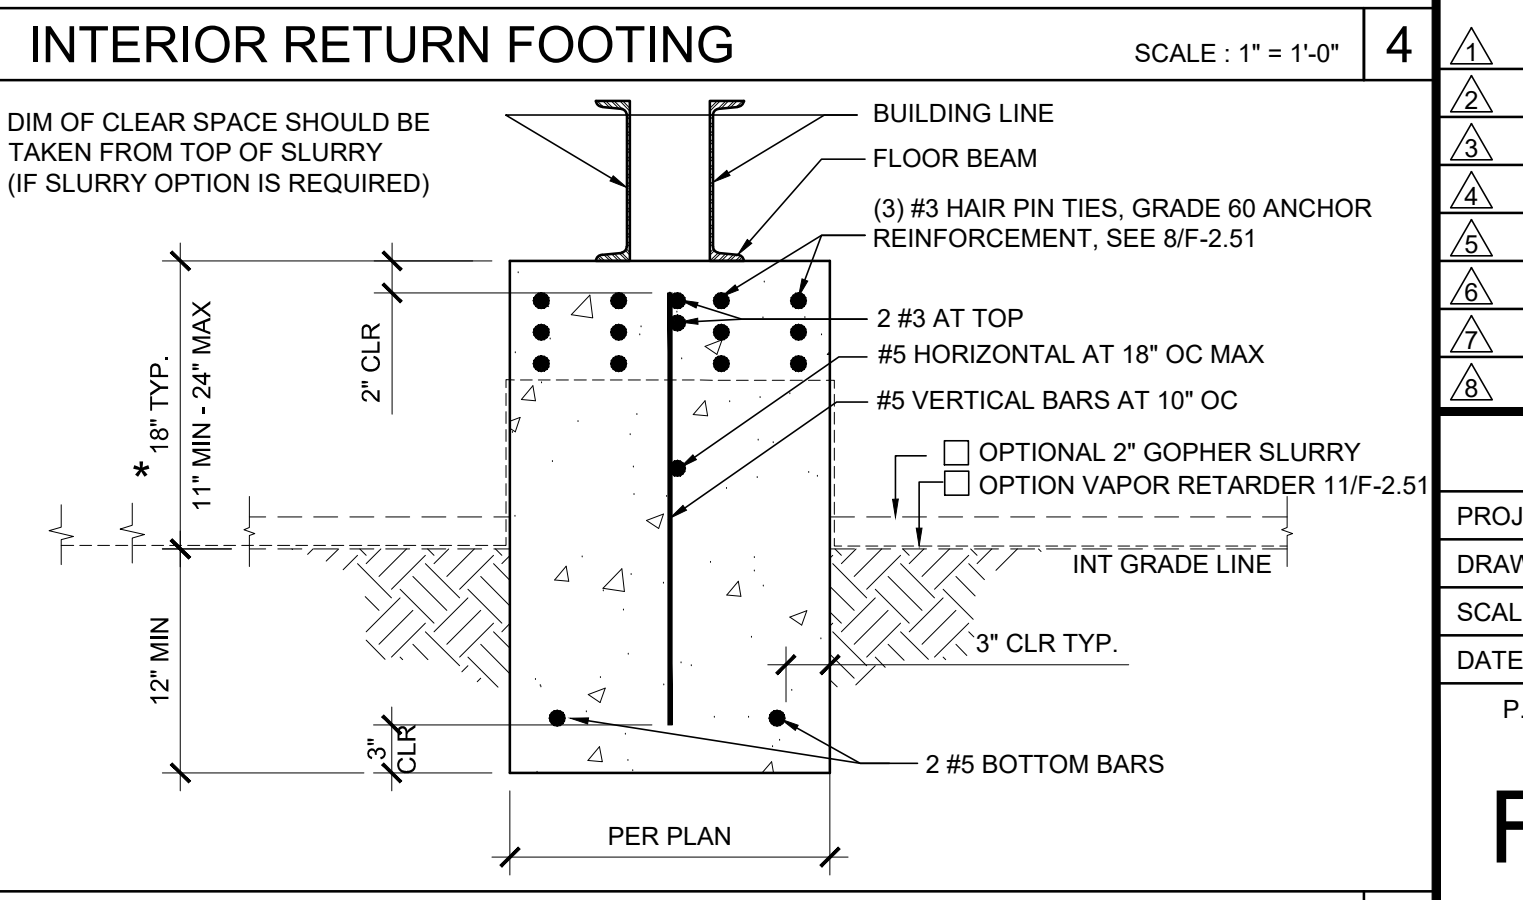 INTERIOR RETURN FOOTING
SCALE : 1" = 1'-0"
4
DIM OF CLEAR SPACE SHOULD BE
TAKEN FROM TOP OF SLURRY
(IF SLURRY OPTION IS REQUIRED)
BUILDING LINE
FLOOR BEAM
(3) #3 HAIR PIN TIES, GRADE 60 ANCHOR
REINFORCEMENT, SEE 8/F-2.51
2 #3 AT TOP
#5 HORIZONTAL AT 18" OC MAX
#5 VERTICAL BARS AT 10" OC
OPTIONAL 2" GOPHER SLURRY
OPTION VAPOR RETARDER 11/F-2.51
INT GRADE LINE
3" CLR TYP.
2 #5 BOTTOM BARS
PER PLAN
* 18" TYP.
11" MIN - 24" MAX
2" CLR
12" MIN
3"
CLR
1
2
3
4
5
6
7
8
PROJ
DRAW
SCAL
DATE
P.
F